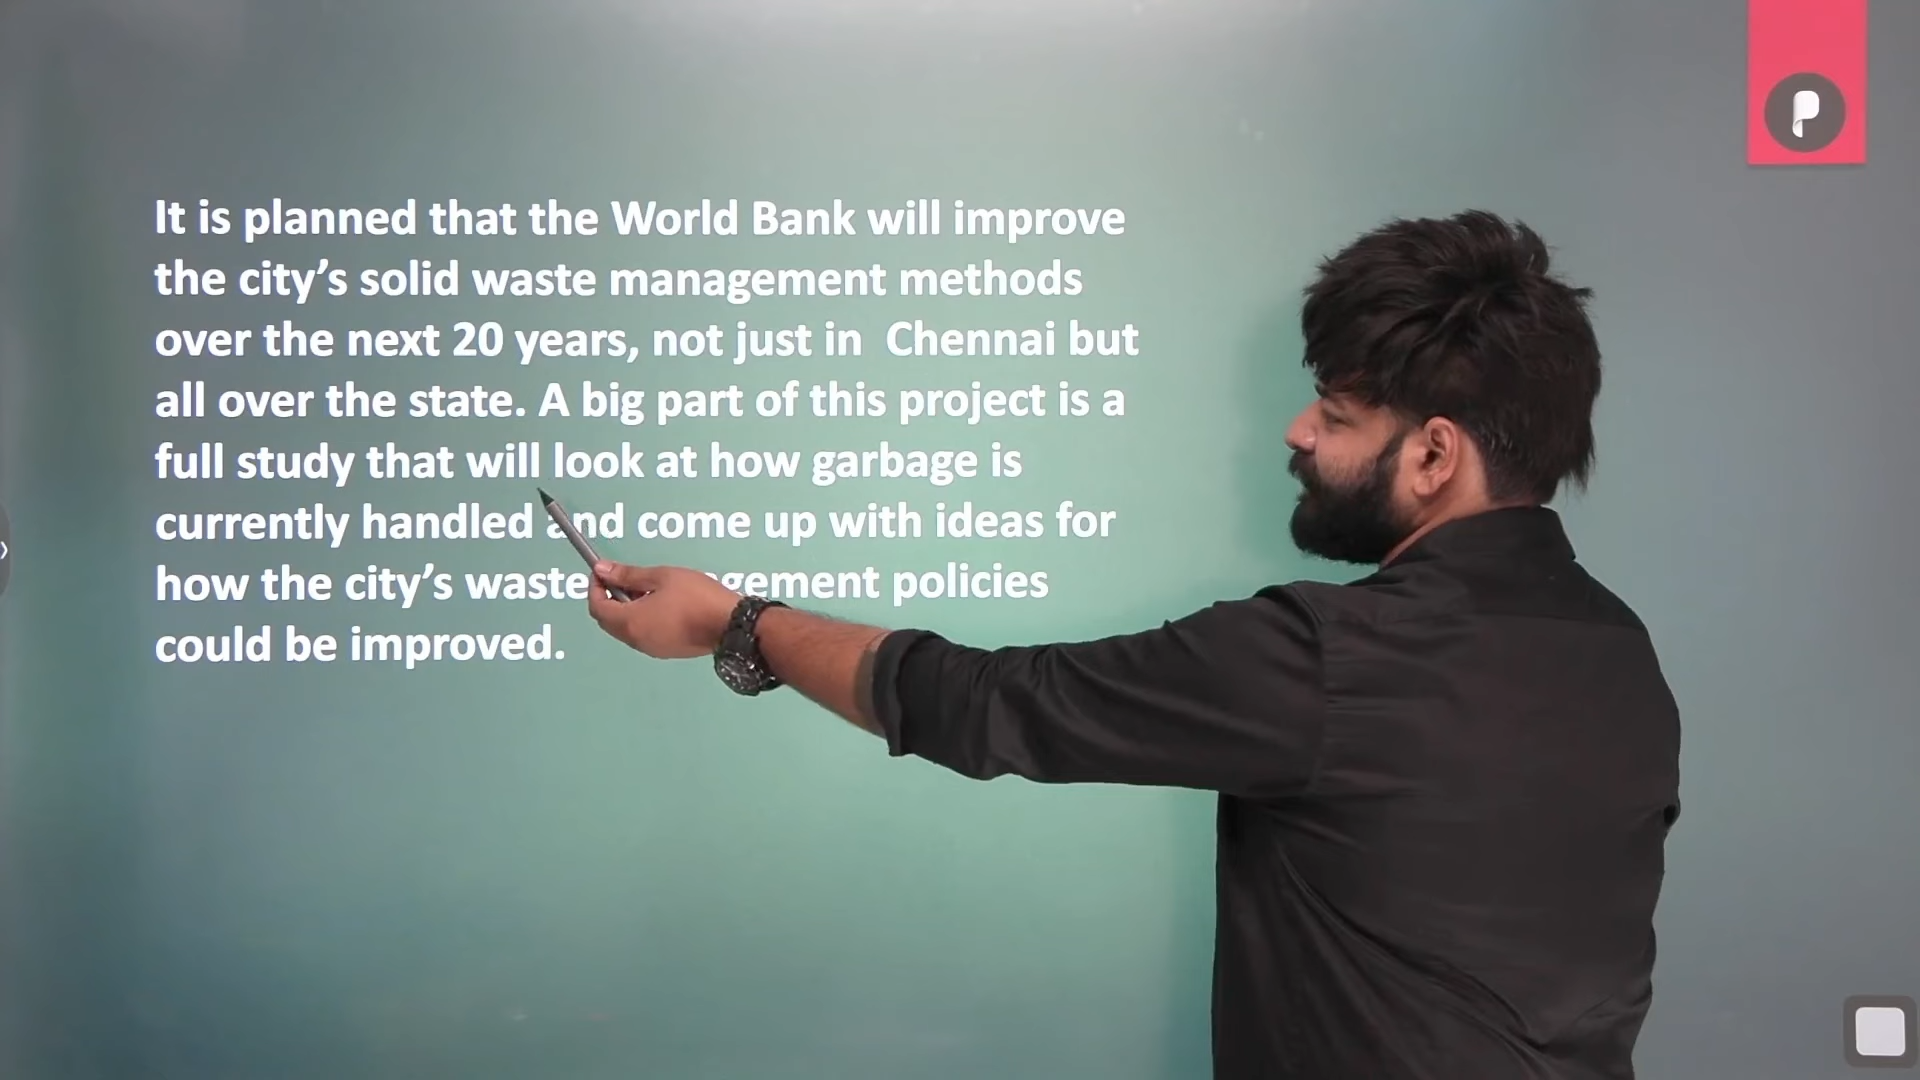 It is planned that the World Bank will improve
the city’s solid waste management methods
over the next 20 years, not just in Chennai but
all over the state. A big part of this project is a
full study that will look at how garbage is
currently handled and come up with ideas for
how the city’s waste policies
could be improved.